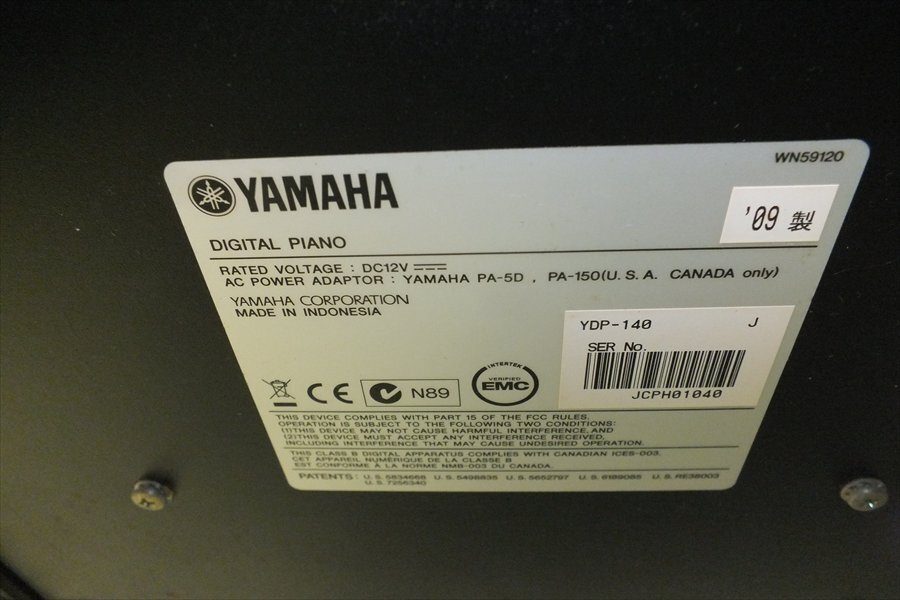 WN59120
YAMAHA
'09 製
DIGITAL PIANO
RATED VOLTAGE : DC12V
AC POWER ADAPTOR : YAMAHA PA-5D , PA-150(U.S.A. CANADA only)
YAMAHA CORPORATION
MADE IN INDONESIA
YDP-140 J
SER No.
JCPH01040
CE N89
INTERTEK
VERIFIED
EMC
THIS DEVICE COMPLIES WITH PART 15 OF THE FCC RULES.
OPERATION IS SUBJECT TO THE FOLLOWING TWO CONDITIONS:
(1)THIS DEVICE MAY NOT CAUSE HARMFUL INTERFERENCE, AND
(2)THIS DEVICE MUST ACCEPT ANY INTERFERENCE RECEIVED,
INCLUDING INTERFERENCE THAT MAY CAUSE UNDESIRED OPERATION.
THIS CLASS B DIGITAL APPARATUS COMPLIES WITH CANADIAN ICES-003.
CET APPAREIL NUMÉRIQUE DE LA CLASSE B
EST CONFORME À LA NORME NMB-003 DU CANADA.
PATENTS : U.S.5834668 U.S.5498835 U.S.5652797 U.S.6109085 U.S.RE38003
U.S.7256340